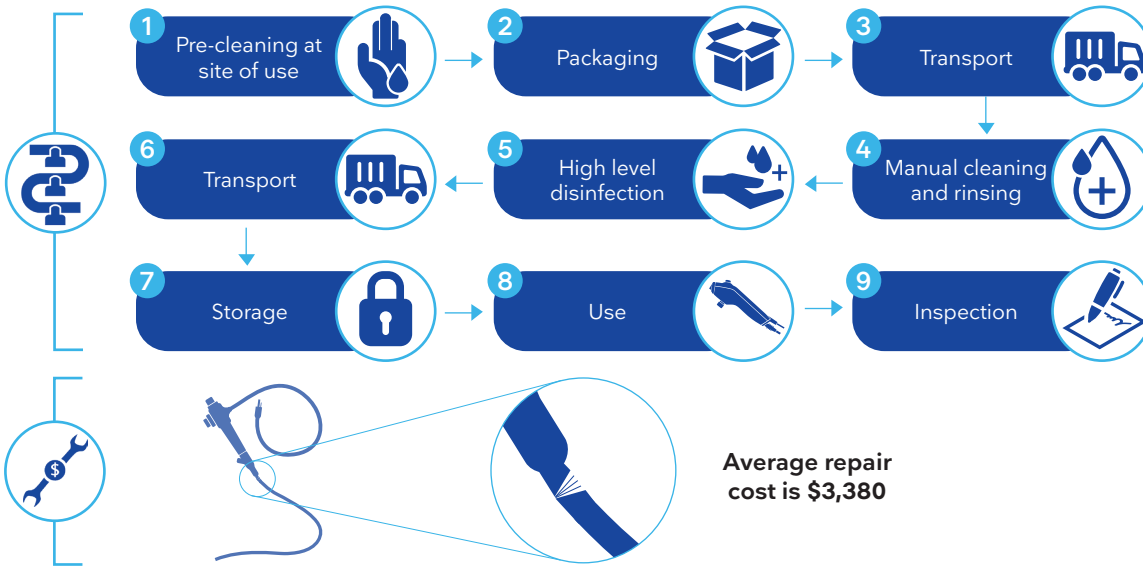 1
Pre-cleaning at
site of use
2
Packaging
3
Transport
4
Manual cleaning
and rinsing
5
High level
disinfection
6
Transport
7
Storage
8
Use
9
Inspection
$
Average repair
cost is $3,380